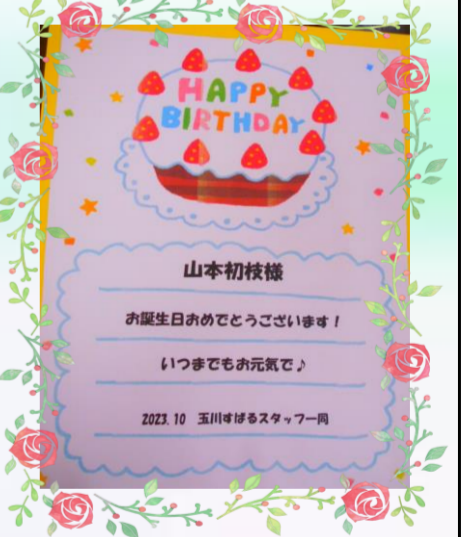 HAPPY
BIRTHDAY
山本初枝様
お誕生日おめでとうございます！
いつまでもお元気で♪
2023.10 玉川すばるスタッフ一同